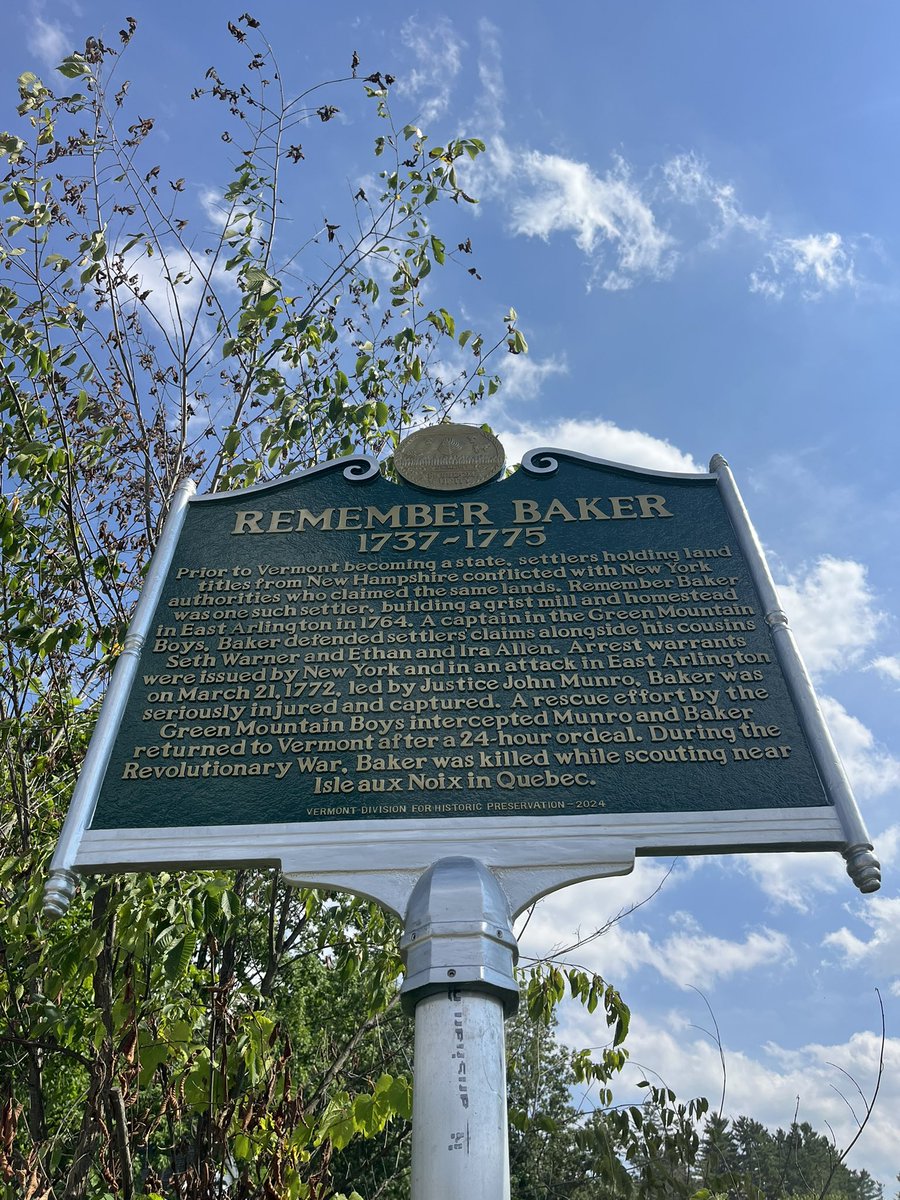 REMEMBER BAKER
1737~1775
Prior to Vermont becoming a state, settlers holding land
titles from New Hampshire conflicted with New York
authorities who claimed the same lands. Remember Baker
was one such settler, building a grist mill and homestead
in East Arlington in 1764. A captain in the Green Mountain
Boys, Baker defended settlers' claims alongside his cousins
Seth Warner and Ethan and Ira Allen. Arrest warrants
were issued by New York and in an attack in East Arlington
on March 21, 1772, led by Justice John Munro, Baker was
seriously injured and captured. A rescue effort by the
Green Mountain Boys intercepted Munro and Baker
returned to Vermont after a 24-hour ordeal. During the
Revolutionary War, Baker was killed while scouting near
Isle aux Noix in Quebec.
VERMONT DIVISION FOR HISTORIC PRESERVATION - 2024